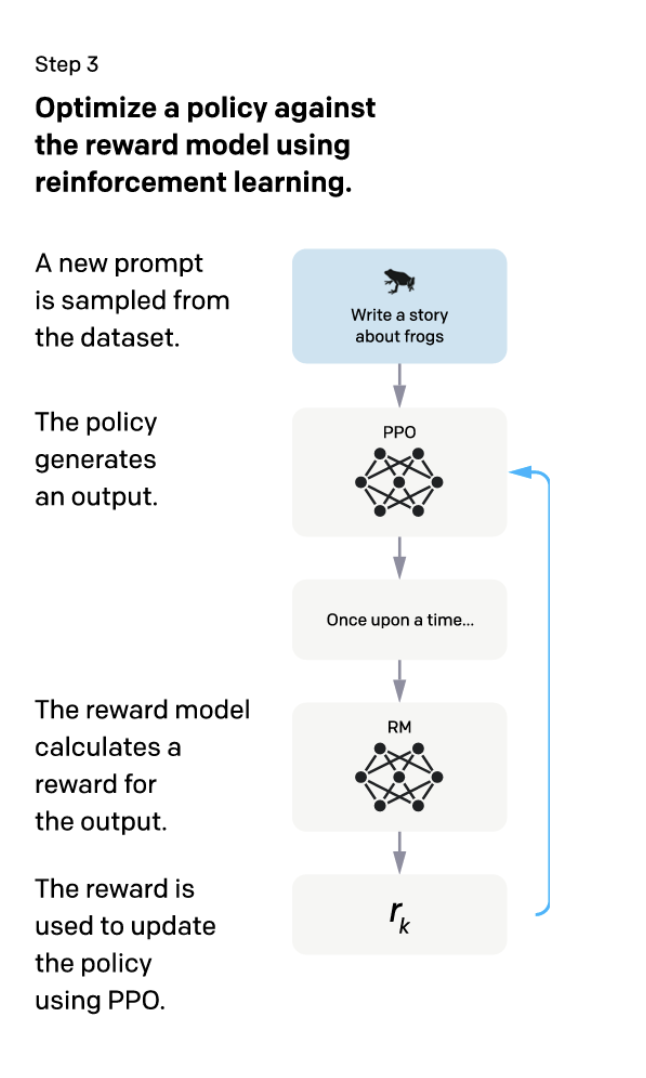 Step 3
Optimize a policy against
the reward model using
reinforcement learning.
A new prompt
is sampled from
the dataset.
Write a story
about frogs
The policy
generates
an output.
PPO
Once upon a time...
The reward model
calculates a
reward for
the output.
RM
The reward is
used to update
the policy
using PPO.
r_k